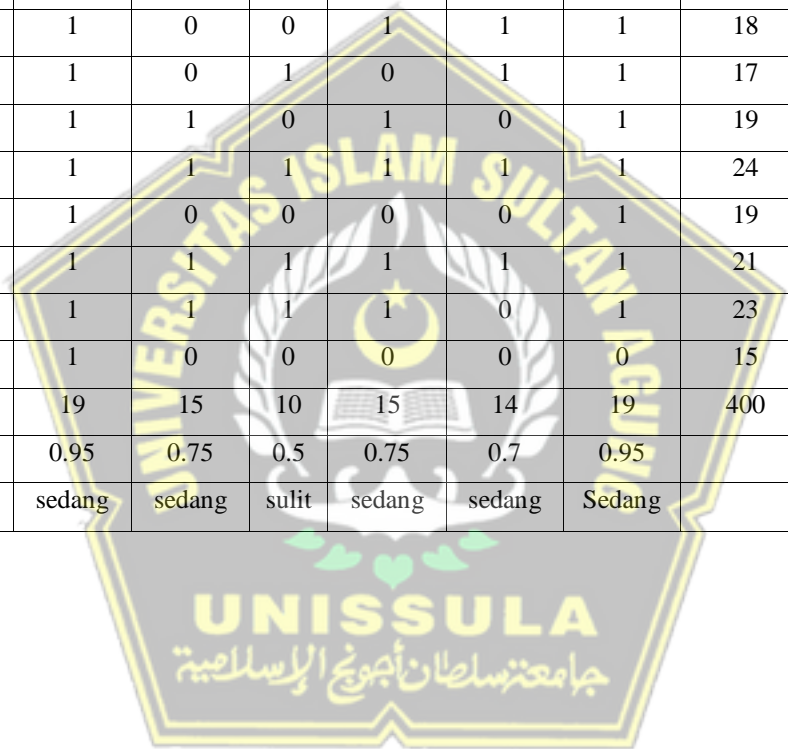 1 0 0 1 1 1 18
1 0 1 0 1 1 17
1 1 0 1 0 1 19
1 1 1 1 1 1 24
1 0 0 0 0 1 19
1 1 1 1 1 1 21
1 1 1 1 0 1 23
1 0 0 0 0 0 15
19 15 10 15 14 19 400
0.95 0.75 0.5 0.75 0.7 0.95
sedang sedang sulit sedang sedang Sedang
UNIVERSITAS ISLAM SULTAN AGUNG
UNISSULA
جامعتنسلطان أجونج الإسلامية